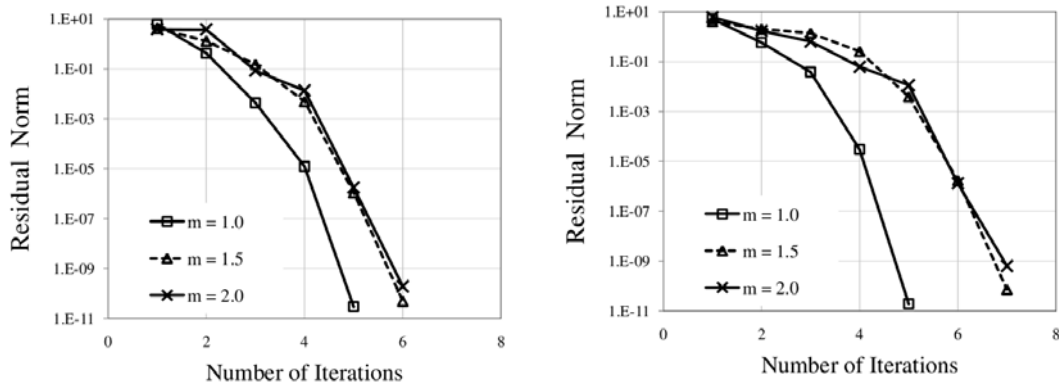 1.E+01
1.E-01
1.E-03
1.E-05
1.E-07
1.E-09
1.E-11
Residual Norm
m = 1.0
m = 1.5
m = 2.0
0
2
4
6
8
Number of Iterations
1.E+01
1.E-01
1.E-03
1.E-05
1.E-07
1.E-09
1.E-11
Residual Norm
m = 1.0
m = 1.5
m = 2.0
0
2
4
6
8
Number of Iterations